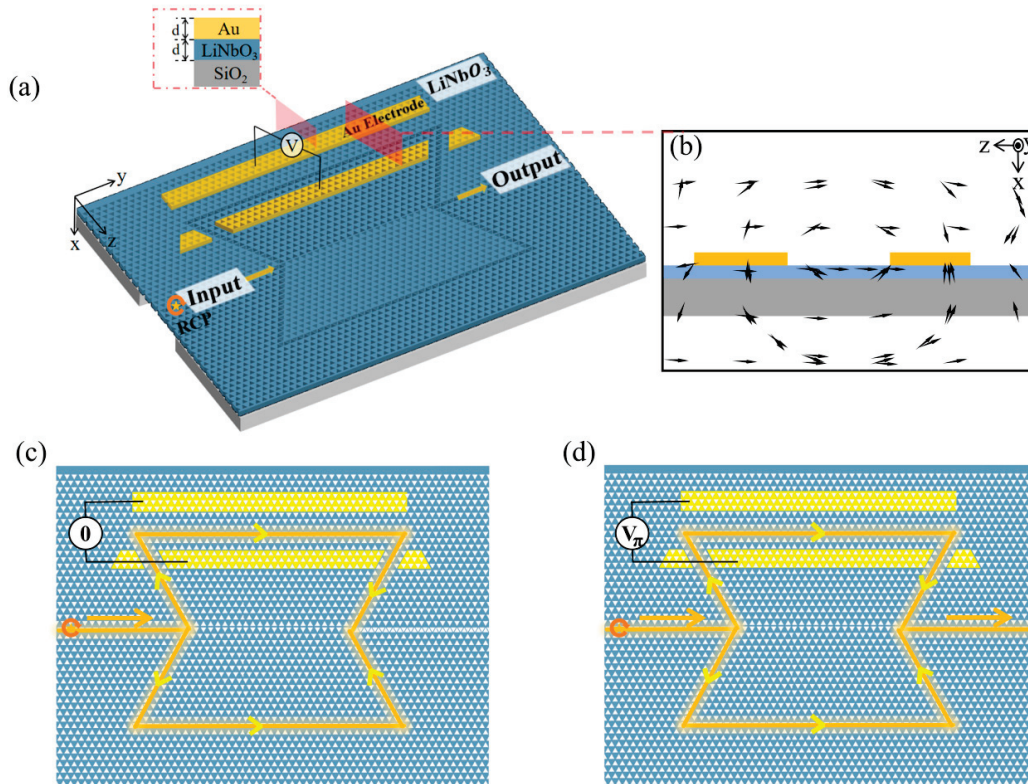 (a)
d
Au
d
LiNbO₃
SiO₂
LiNbO₃
Au Electrode
V
Output
y
x
z
Input
RCP
(b)
z
y
x
(c)
0
(d)
Vπ